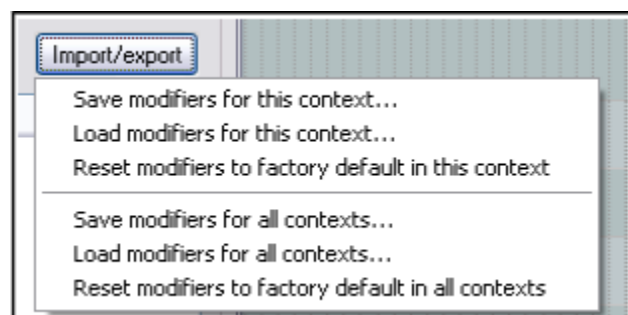 Import/export
Save modifiers for this context...
Load modifiers for this context...
Reset modifiers to factory default in this context
Save modifiers for all contexts...
Load modifiers for all contexts...
Reset modifiers to factory default in all contexts